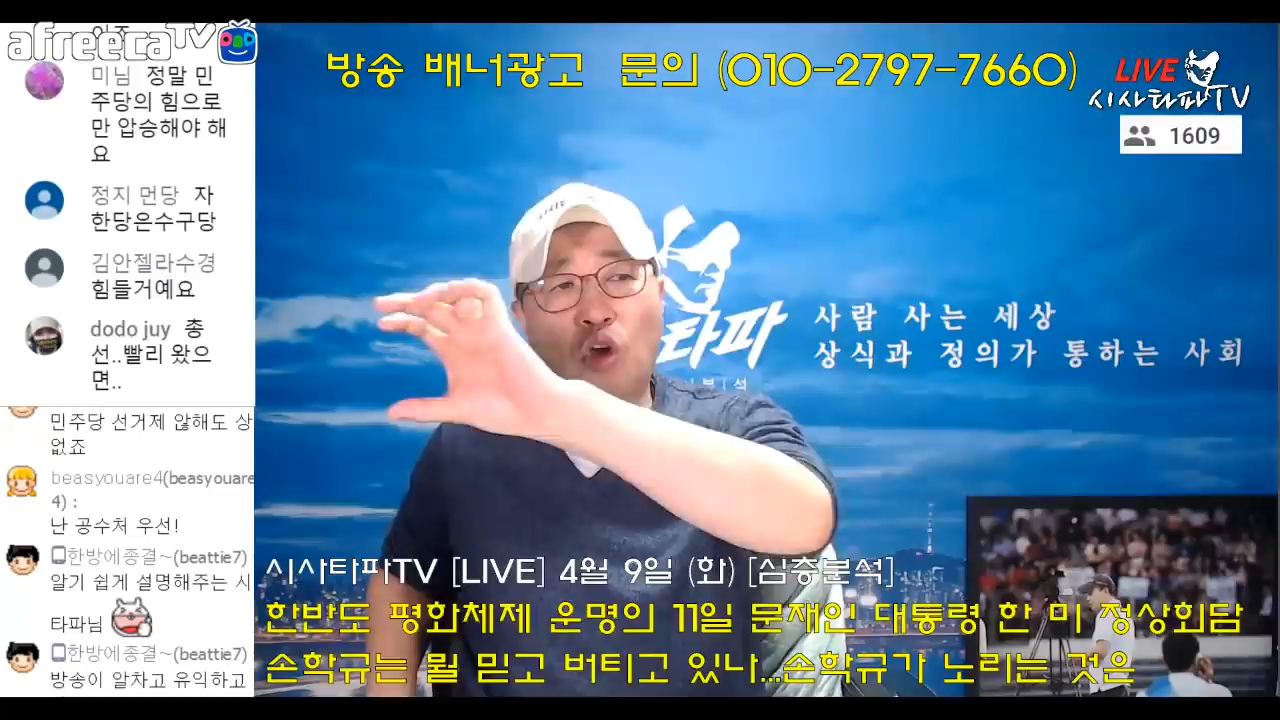 afreecaTV
방송 배너광고 문의 (010-2797-7660)
LIVE
시사타파TV
1609
미님 정말 민
주당의 힘으로
만 압승해야 해
요
정지 먼당 자
한당은수구당
김안젤라수경
힘들거예요
dodo juy 총
선..빨리 왔으
면..
민주당 선거제 않해도 상
없죠
beasyouare4(beasyouare
4) :
난 공수처 우선!
한방에종결~(beattie7)
알기 쉽게 설명해주는 시
타파님
한방에종결~(beattie7)
방송이 알차고 유익하고
타파
사람 사는 세상
상식과 정의가 통하는 사회
시사타파TV [LIVE] 4월 9일 (화) [심층분석]
한반도 평화체제 운명의 11일 문재인 대통령 한 미 정상회담
손학규는 뭘 믿고 버티고 있나...손학규가 노리는 것은